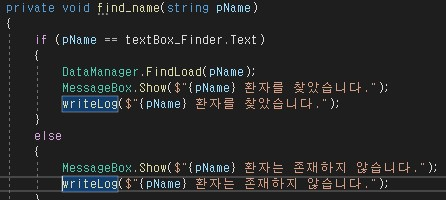 private void find_name(string pName)
{
if (pName == textBox_Finder.Text)
{
DataManager.FindLoad(pName);
MessageBox.Show($"{pName} 환자를 찾았습니다.");
writeLog($"{pName} 환자를 찾았습니다.");
}
else
{
MessageBox.Show($"{pName} 환자는 존재하지 않습니다.");
writeLog($"{pName} 환자는 존재하지 않습니다.");
}